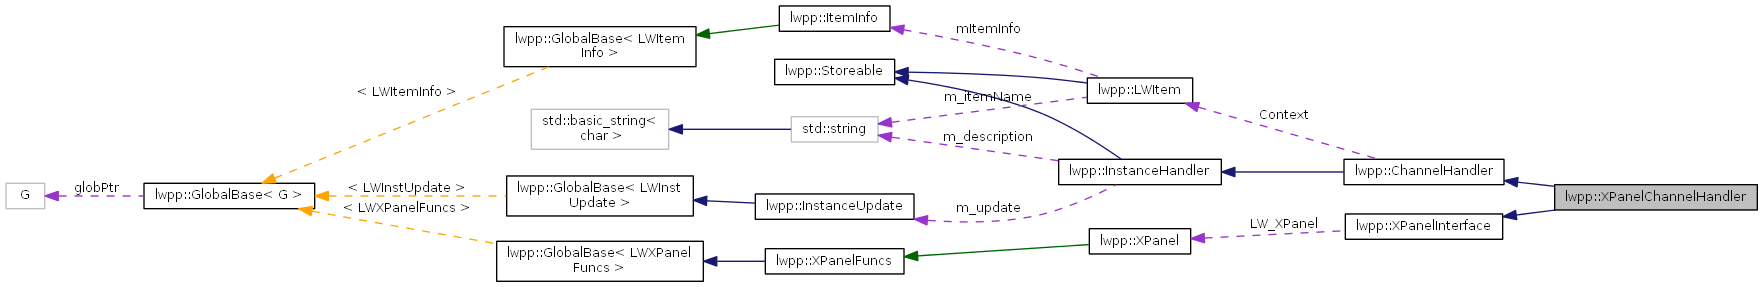 lwpp::ItemInfo
lwpp::GlobalBase< LWItem
Info >
mItemInfo
lwpp::Storeable
lwpp::LWItem
< LWItemInfo >
m_itemName
std::basic_string<
char >
std::string
Context
m_description
lwpp::InstanceHandler
lwpp::ChannelHandler
G
globPtr
lwpp::GlobalBase< G >
< LWInstUpdate >
lwpp::GlobalBase< LWInst
Update >
lwpp::XPanelChannelHandler
< LWXPanelFuncs >
lwpp::InstanceUpdate
m_update
LW_XPanel
lwpp::XPanelInterface
lwpp::XPanel
lwpp::GlobalBase< LWXPanel
Funcs >
lwpp::XPanelFuncs